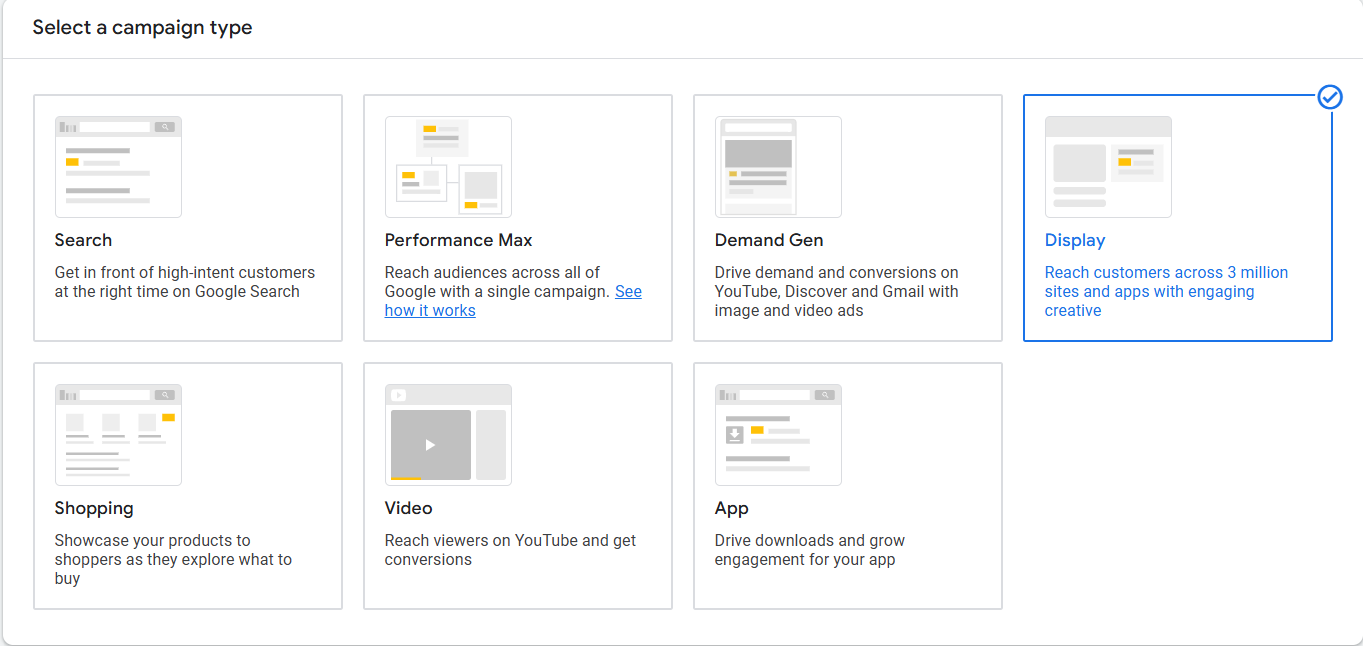 Select a campaign type
Search
Get in front of high-intent customers
at the right time on Google Search
Performance Max
Reach audiences across all of
Google with a single campaign. See
how it works
Demand Gen
Drive demand and conversions on
YouTube, Discover and Gmail with
image and video ads
Display
Reach customers across 3 million
sites and apps with engaging
creative
Shopping
Showcase your products to
shoppers as they explore what to
buy
Video
Reach viewers on YouTube and get
conversions
App
Drive downloads and grow
engagement for your app